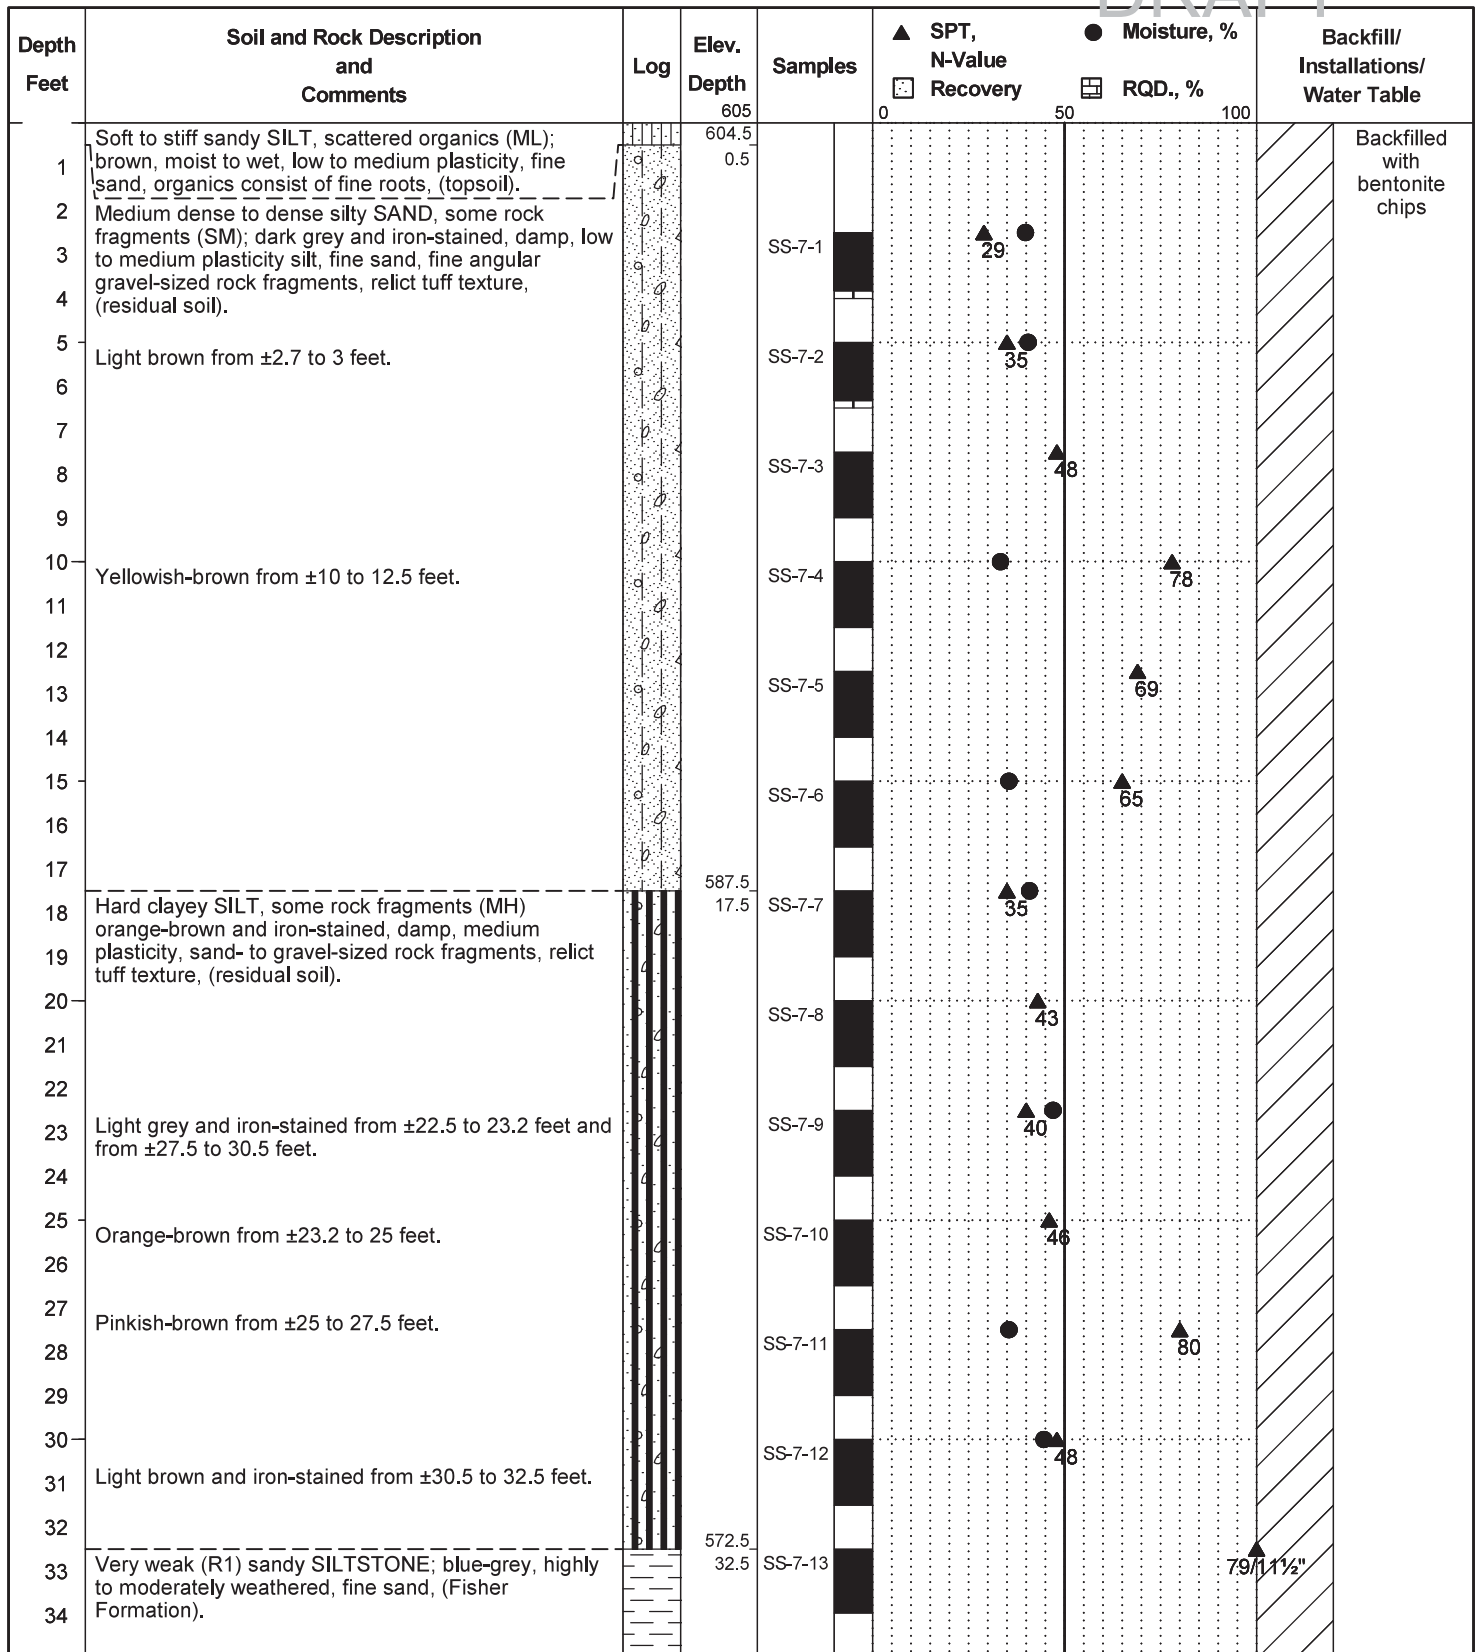 DRAFT
Depth
Feet
Soil and Rock Description
and
Comments
Log
Elev.
Depth
605
Samples
SPT,
N-Value
Moisture, %
Recovery
RQD., %
0 50 100
Backfill/
Installations/
Water Table
Soft to stiff sandy SILT, scattered organics (ML);
brown, moist to wet, low to medium plasticity, fine
sand, organics consist of fine roots, (topsoil).
604.5
0.5
Backfilled
with
bentonite
chips
1
2
Medium dense to dense silty SAND, some rock
fragments (SM); dark grey and iron-stained, damp, low
to medium plasticity silt, fine sand, fine angular
gravel-sized rock fragments, relict tuff texture,
(residual soil).
SS-7-1
29
3
4
5
Light brown from ±2.7 to 3 feet.
SS-7-2
35
6
7
8
SS-7-3
48
9
10
Yellowish-brown from ±10 to 12.5 feet.
SS-7-4
78
11
12
13
SS-7-5
69
14
15
SS-7-6
65
16
17
587.5
17.5
18
Hard clayey SILT, some rock fragments (MH)
orange-brown and iron-stained, damp, medium
plasticity, sand- to gravel-sized rock fragments, relict
tuff texture, (residual soil).
SS-7-7
35
19
20
SS-7-8
43
21
22
23
Light grey and iron-stained from ±22.5 to 23.2 feet and
from ±27.5 to 30.5 feet.
SS-7-9
40
24
25
Orange-brown from ±23.2 to 25 feet.
SS-7-10
46
26
27
Pinkish-brown from ±25 to 27.5 feet.
28
SS-7-11
80
29
30
SS-7-12
48
31
Light brown and iron-stained from ±30.5 to 32.5 feet.
32
572.5
32.5
33
Very weak (R1) sandy SILTSTONE; blue-grey, highly
to moderately weathered, fine sand, (Fisher
Formation).
SS-7-13
79/11½"
34